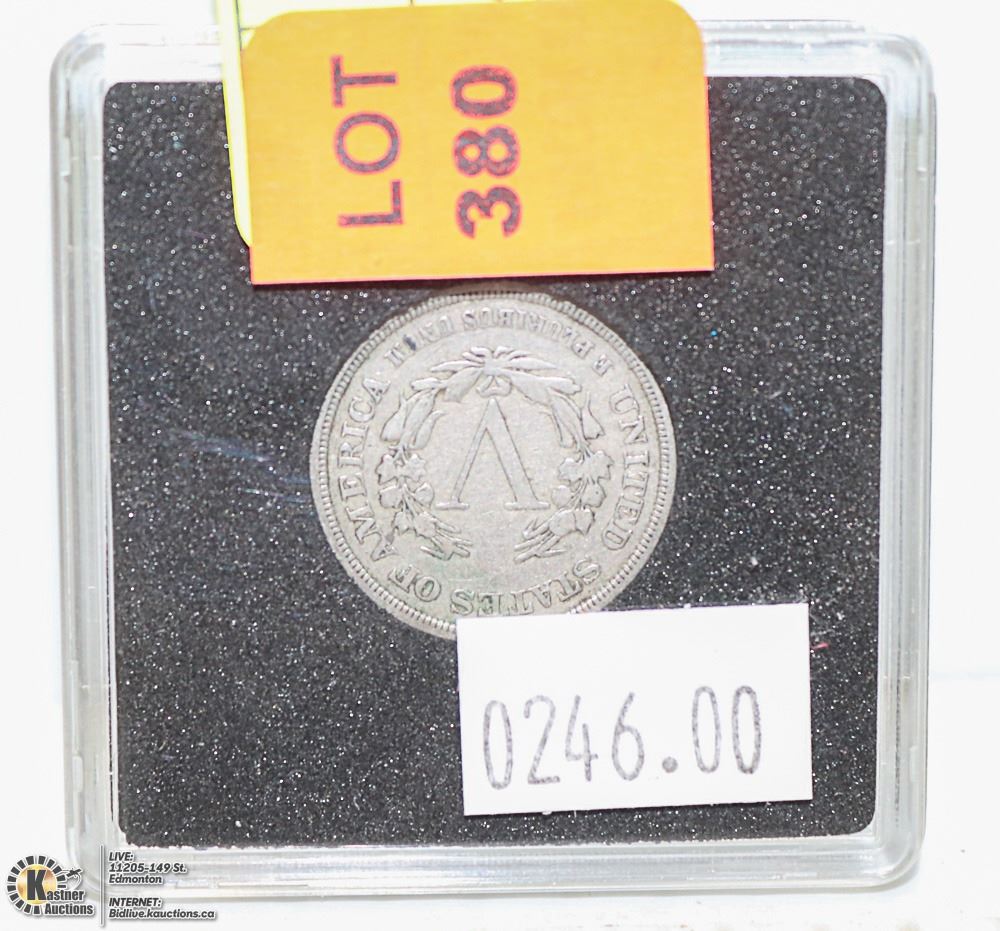 LOT
380
UNITED STATES OF AMERICA
E PLURIBUS UNUM
V
0246.00
Kastner
Auctions
LIVE:
11205-149 St.
Edmonton
INTERNET:
Bidlive.kauctions.ca